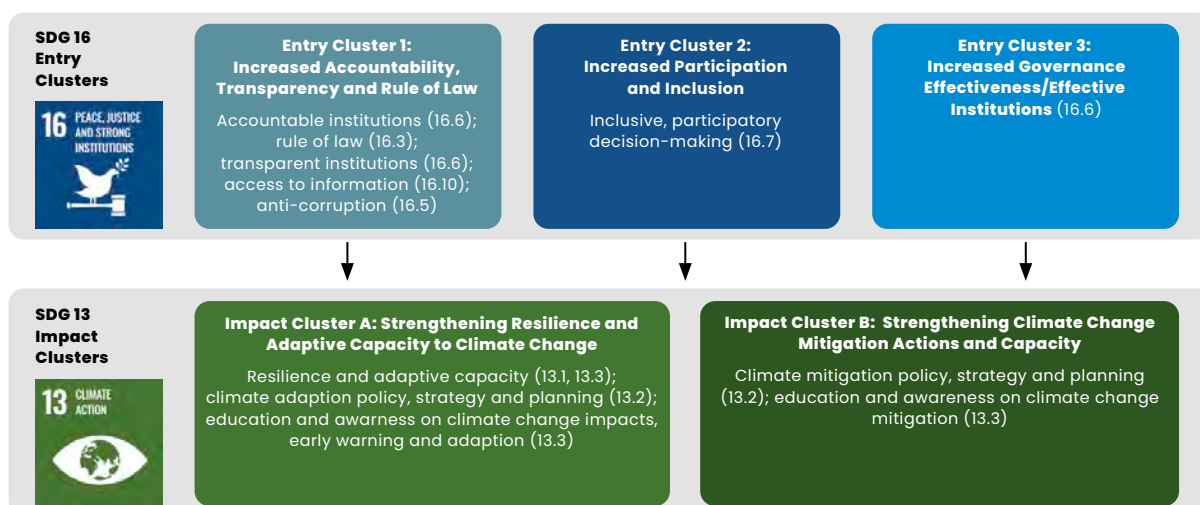 SDG 16
Entry
Clusters
16 PEACE, JUSTICE
AND STRONG
INSTITUTIONS
Entry Cluster 1:
Increased Accountability,
Transparency and Rule of Law
Accountable institutions (16.6);
rule of law (16.3);
transparent institutions (16.6);
access to information (16.10);
anti-corruption (16.5)
Entry Cluster 2:
Increased Participation
and Inclusion
Inclusive, participatory
decision-making (16.7)
Entry Cluster 3:
Increased Governance
Effectiveness/Effective
Institutions (16.6)
SDG 13
Impact
Clusters
13 CLIMATE
ACTION
Impact Cluster A: Strengthening Resilience and
Adaptive Capacity to Climate Change
Resilience and adaptive capacity (13.1, 13.3);
climate adaption policy, strategy and planning (13.2);
education and awarness on climate change impacts,
early warning and adaption (13.3)
Impact Cluster B: Strengthening Climate Change
Mitigation Actions and Capacity
Climate mitigation policy, strategy and planning
(13.2); education and awareness on climate change
mitigation (13.3)